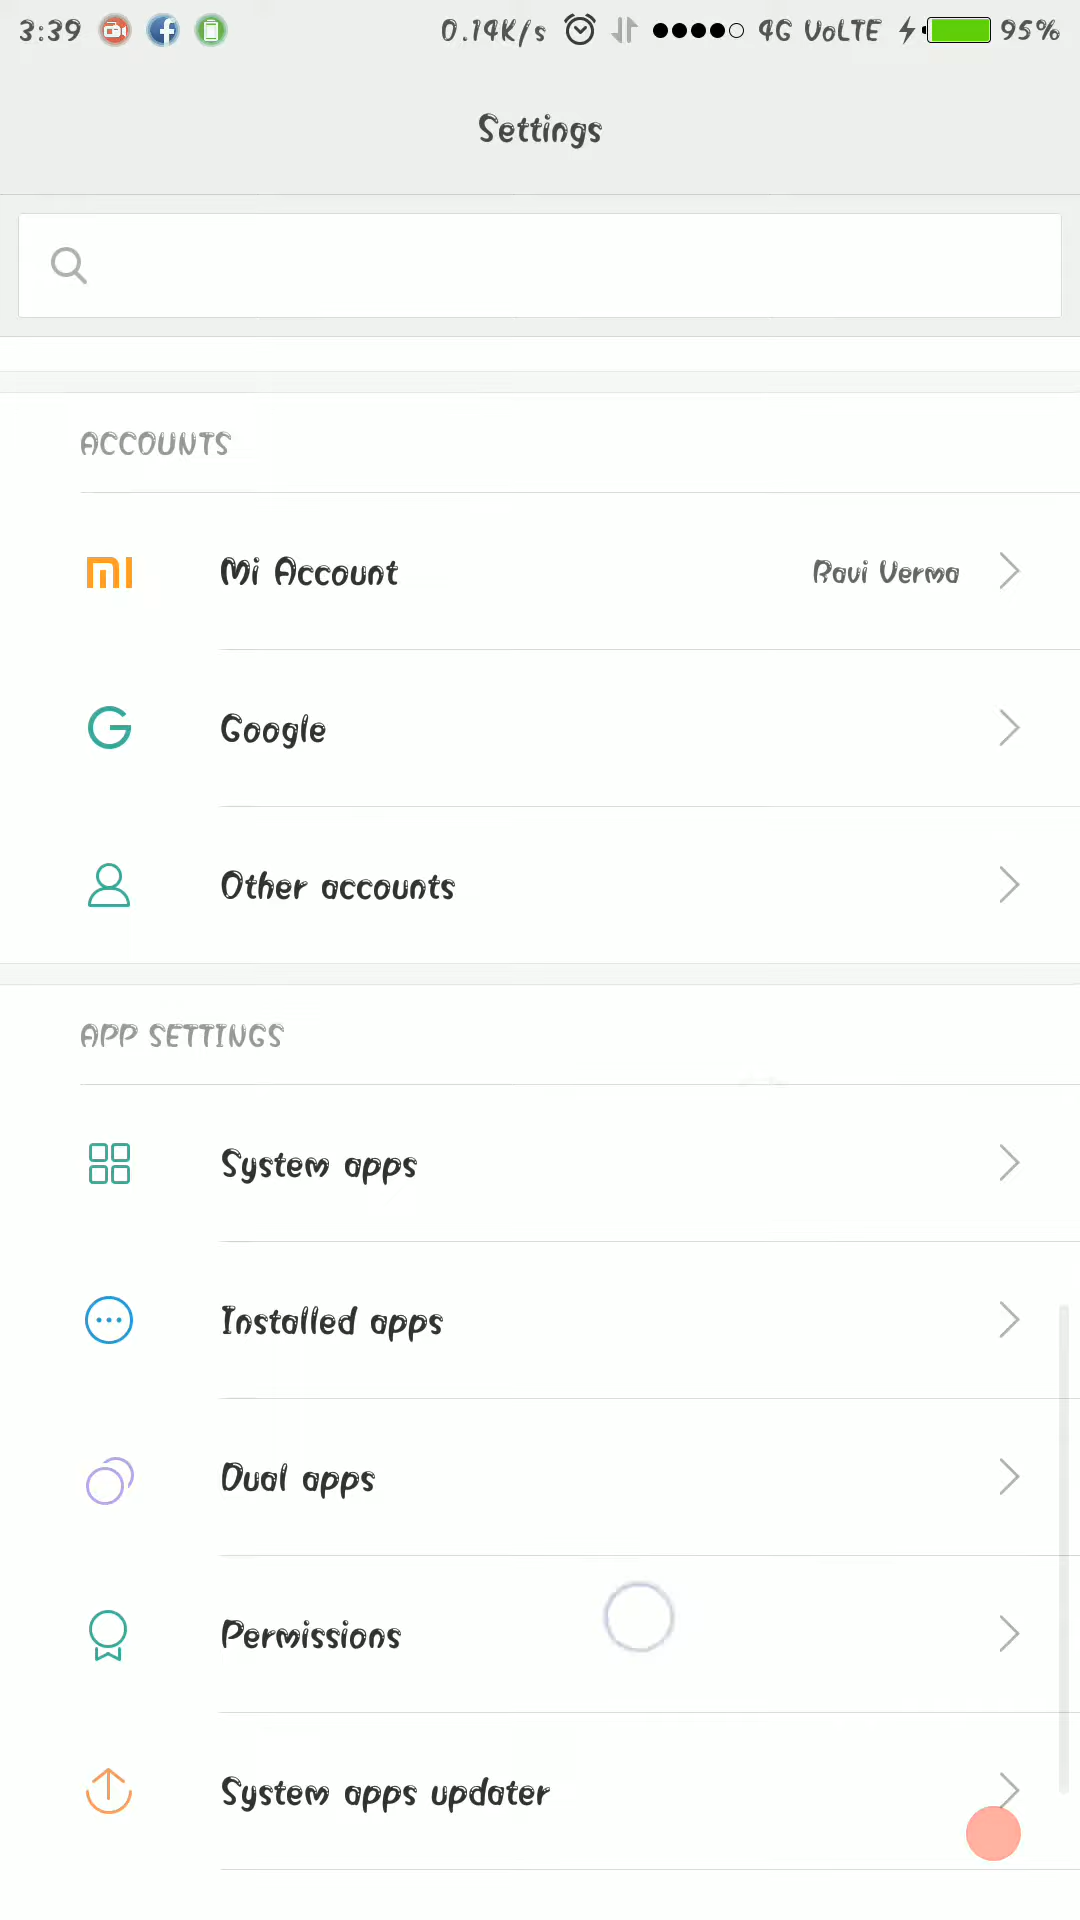 3:39 0.14K/s 4G VoLTE 95%
Settings
ACCOUNTS
Mi Account Ravi Verma
Google
Other accounts
APP SETTINGS
System apps
Installed apps
Dual apps
Permissions
System apps updater